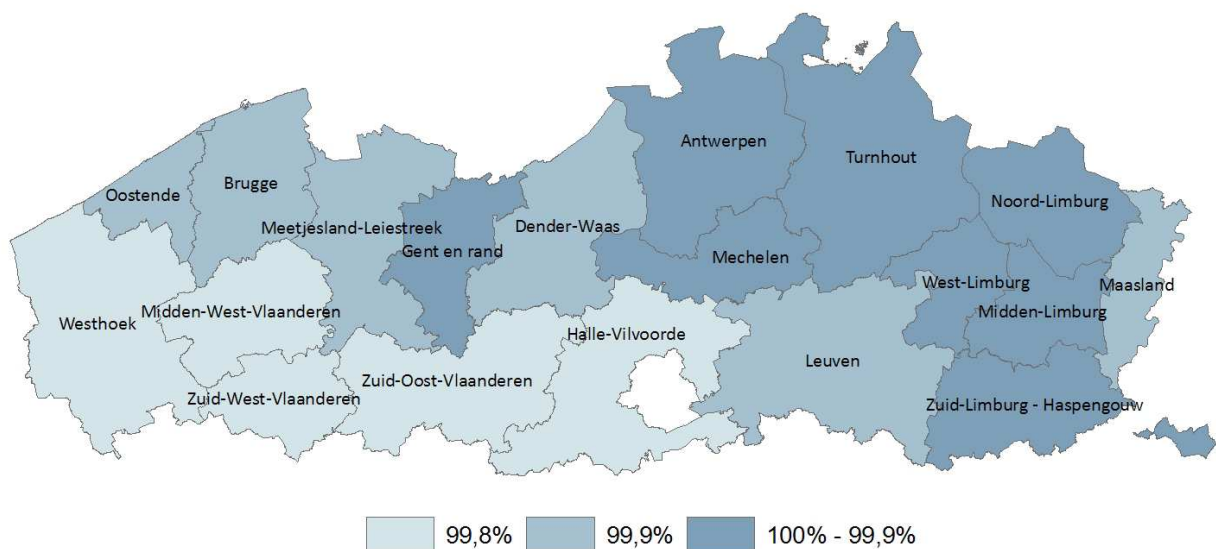 Antwerpen
Turnhout
Noord-Limburg
Brugge
Oostende
Meetjesland-Leiestreek
Dender-Waas
Gent en rand
Mechelen
West-Limburg
Maasland
Midden-Limburg
Midden-West-Vlaanderen
Westhoek
Halle-Vilvoorde
Leuven
Zuid-Oost-Vlaanderen
Zuid-West-Vlaanderen
Zuid-Limburg - Haspengouw
99,8% 99,9% 100% - 99,9%